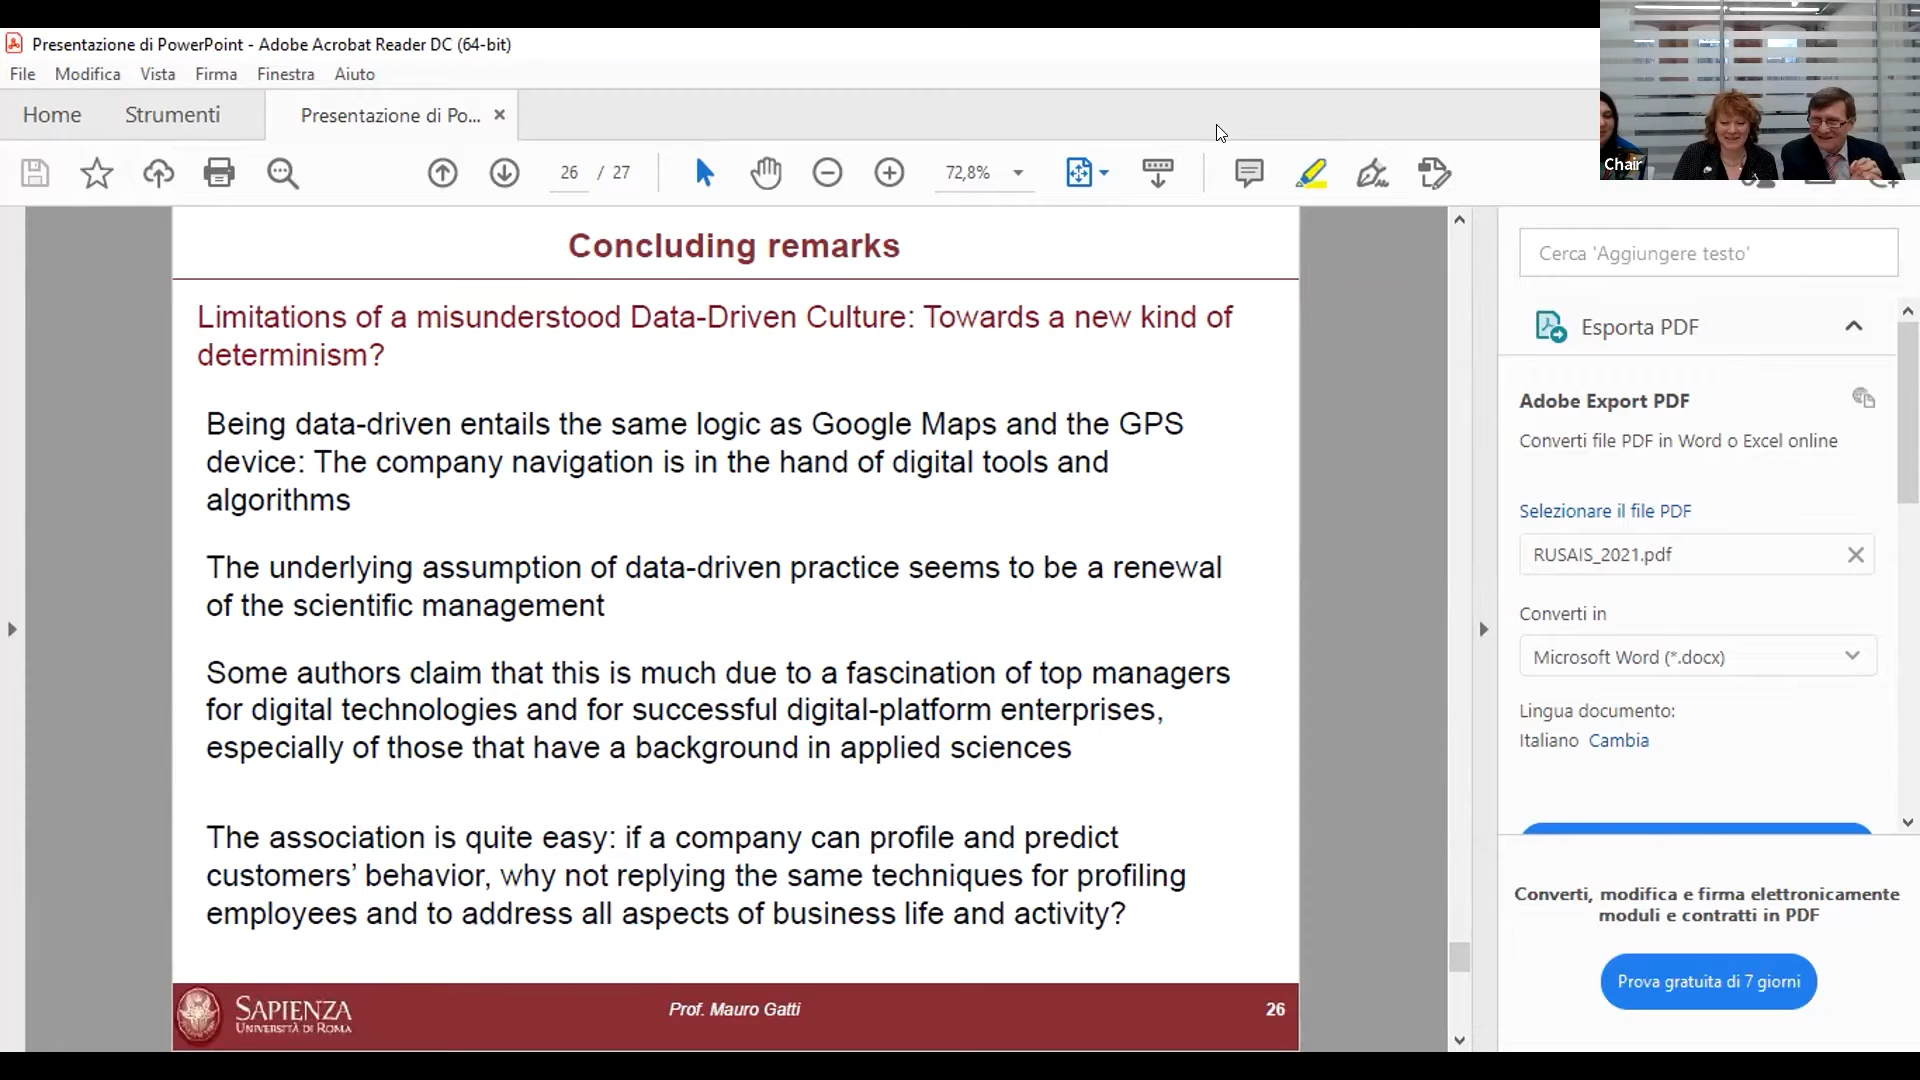 Presentazione di PowerPoint - Adobe Acrobat Reader DC (64-bit)
File Modifica Vista Firma Finestra Aiuto
Home Strumenti Presentazione di Po... ×
26 / 27 72,8%
Chair
Concluding remarks
Limitations of a misunderstood Data-Driven Culture: Towards a new kind of
determinism?
Being data-driven entails the same logic as Google Maps and the GPS
device: The company navigation is in the hand of digital tools and
algorithms
The underlying assumption of data-driven practice seems to be a renewal
of the scientific management
Some authors claim that this is much due to a fascination of top managers
for digital technologies and for successful digital-platform enterprises,
especially of those that have a background in applied sciences
The association is quite easy: if a company can profile and predict
customers’ behavior, why not replying the same techniques for profiling
employees and to address all aspects of business life and activity?
SAPIENZA
UNIVERSITÀ DI ROMA
Prof. Mauro Gatti
26
Cerca 'Aggiungere testo'
Esporta PDF
Adobe Export PDF
Converti file PDF in Word o Excel online
Selezionare il file PDF
RUSAIS_2021.pdf
Converti in
Microsoft Word (*.docx)
Lingua documento:
Italiano Cambia
Converti, modifica e firma elettronicamente
moduli e contratti in PDF
Prova gratuita di 7 giorni